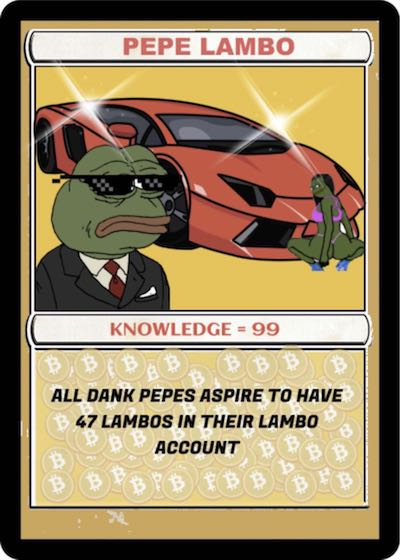 PEPE LAMBO
KNOWLEDGE = 99
ALL DANK PEPES ASPIRE TO HAVE
47 LAMBOS IN THEIR LAMBO
ACCOUNT